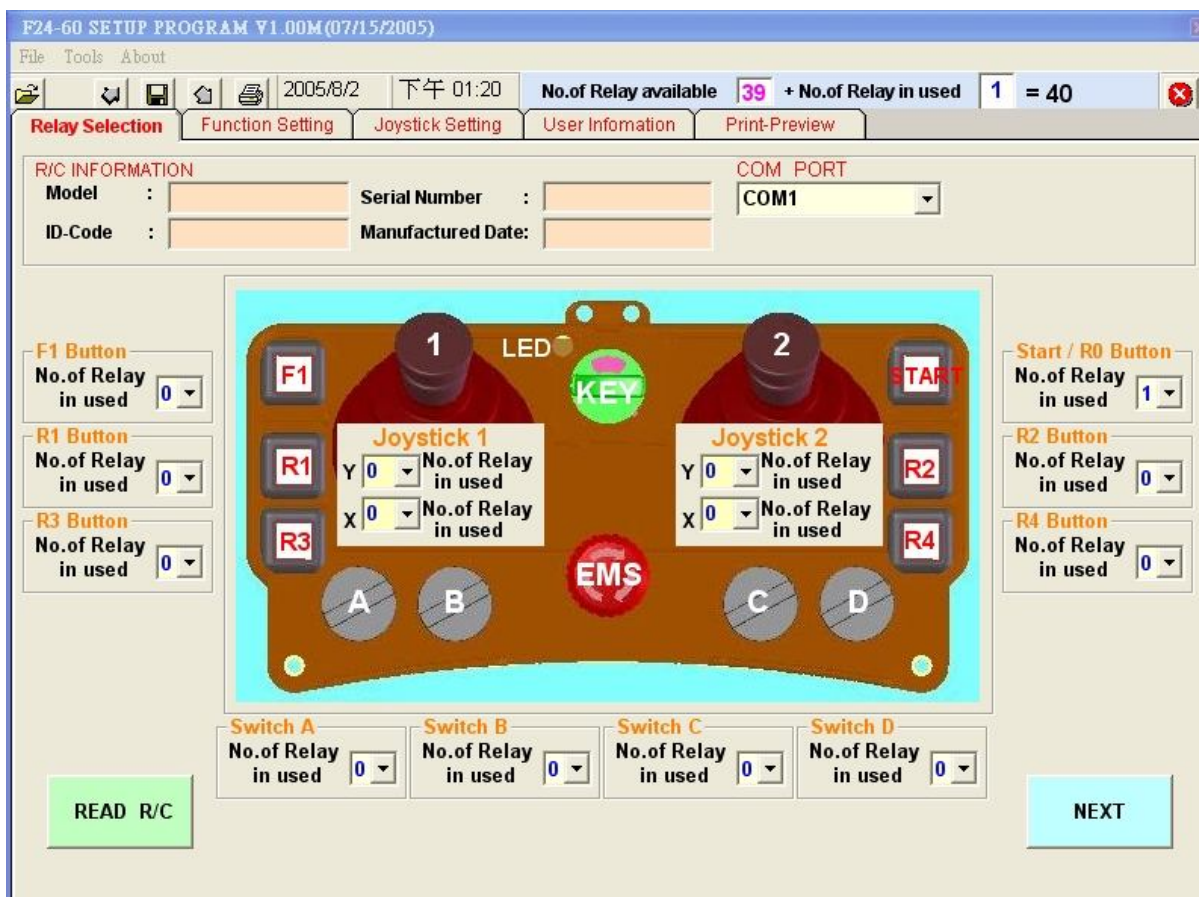 F24-60 SETUP PROGRAM V1.00M(07/15/2005)
File Tools About
2005/8/2 下午 01:20 No.of Relay available 39 + No.of Relay in used 1 = 40
Relay Selection Function Setting Joystick Setting User Infomation Print-Preview
R/C INFORMATION COM PORT
Model : Serial Number : COM1
ID-Code : Manufactured Date:
F1 Button
No.of Relay
in used 0
R1 Button
No.of Relay
in used 0
R3 Button
No.of Relay
in used 0
1 LED 2
F1 KEY START
R1 R2
R3 R4
Joystick 1
Y 0 No.of Relay
in used
X 0 No.of Relay
in used
Joystick 2
Y 0 No.of Relay
in used
X 0 No.of Relay
in used
EMS
A B C D
Start / R0 Button
No.of Relay
in used 1
R2 Button
No.of Relay
in used 0
R4 Button
No.of Relay
in used 0
Switch A
No.of Relay
in used 0
Switch B
No.of Relay
in used 0
Switch C
No.of Relay
in used 0
Switch D
No.of Relay
in used 0
READ R/C NEXT